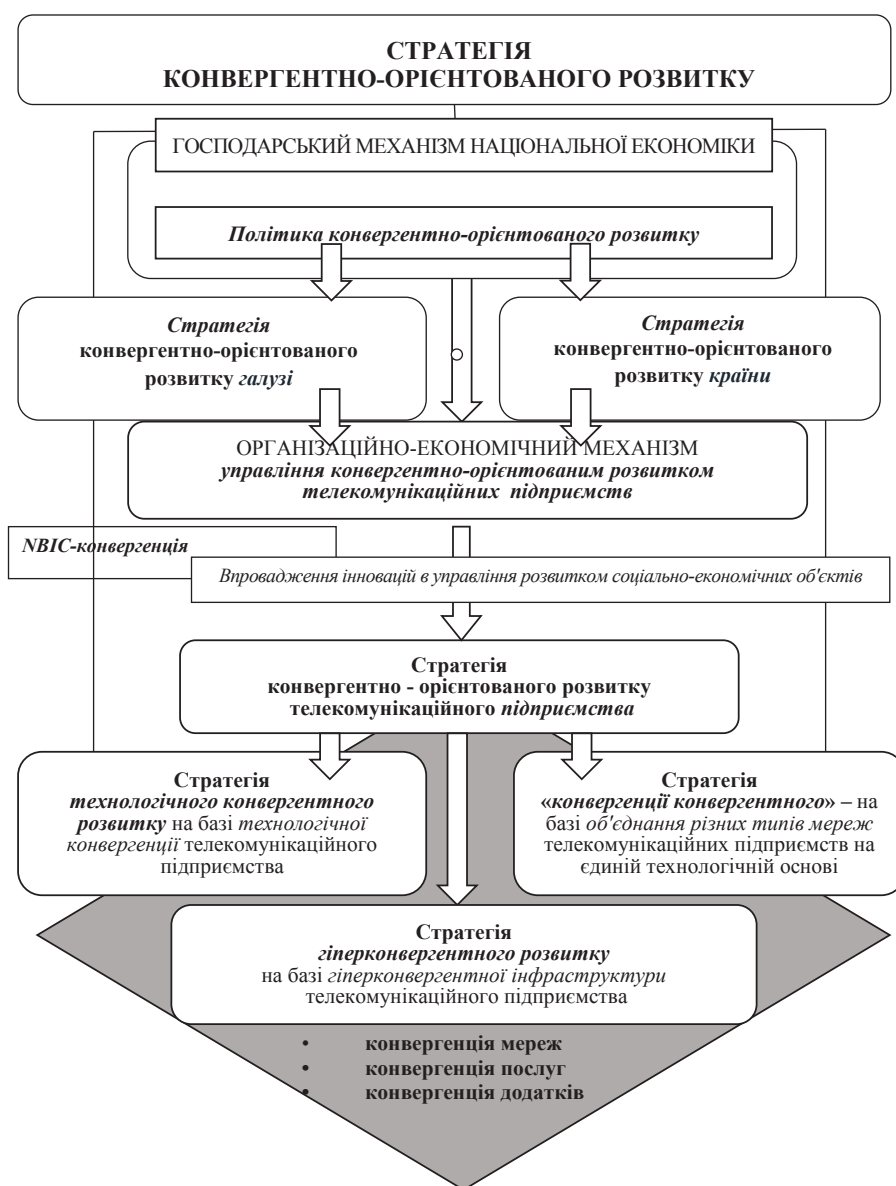 СТРАТЕГІЯ
КОНВЕРГЕНТНО-ОРІЄНТОВАНОГО РОЗВИТКУ
ГОСПОДАРСЬКИЙ МЕХАНІЗМ НАЦІОНАЛЬНОЇ ЕКОНОМІКИ
Політика конвергентно-орієнтованого розвитку
Стратегія
конвергентно-орієнтованого
розвитку галузі
Стратегія
конвергентно-орієнтованого
розвитку країни
ОРГАНІЗАЦІЙНО-ЕКОНОМІЧНИЙ МЕХАНІЗМ
управління конвергентно-орієнтованим розвитком
телекомунікаційних підприємств
NBIC-конвергенція
Впровадження інновацій в управління розвитком соціально-економічних об'єктів
Стратегія
конвергентно - орієнтованого розвитку
телекомунікаційного підприємства
Стратегія
технологічного конвергентного
розвитку на базі технологічної
конвергенції телекомунікаційного
підприємства
Стратегія
«конвергенції конвергентного» – на
базі об'єднання різних типів мереж
телекомунікаційних підприємств на
єдиній технологічній основі
Стратегія
гіперконвергентного розвитку
на базі гіперконвергентної інфраструктури
телекомунікаційного підприємства
• конвергенція мереж
• конвергенція послуг
• конвергенція додатків